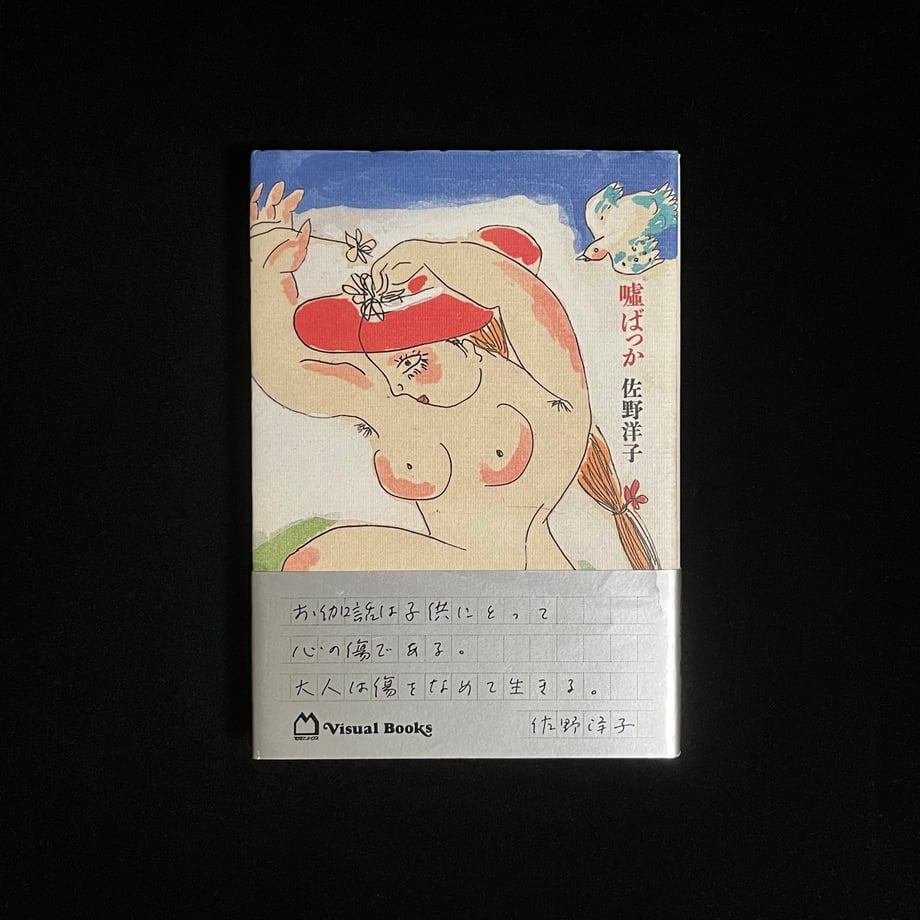 嘘ばっか 佐野洋子
お伽話は子供にとって
心の傷である。
大人は傷をなめて生きる。
佐野洋子
Visual Books